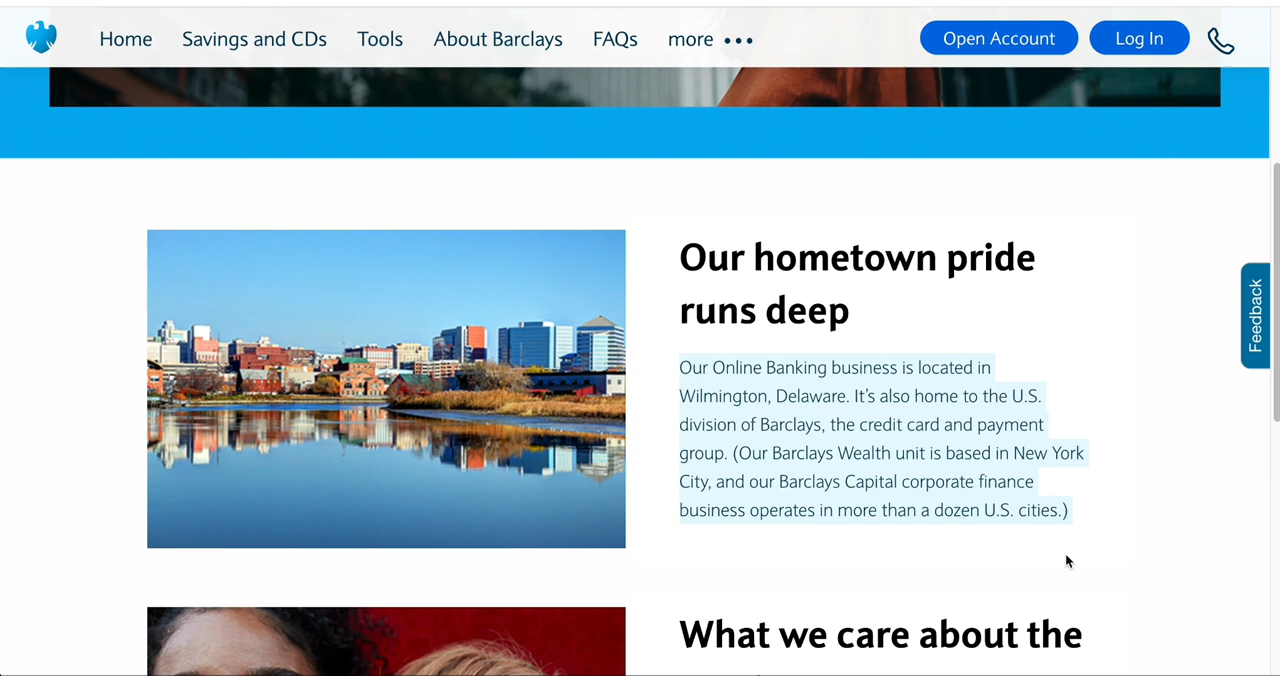 Home Savings and CDs Tools About Barclays FAQs more ••• Open Account Log In
Our hometown pride
runs deep
Our Online Banking business is located in
Wilmington, Delaware. It’s also home to the U.S.
division of Barclays, the credit card and payment
group. (Our Barclays Wealth unit is based in New York
City, and our Barclays Capital corporate finance
business operates in more than a dozen U.S. cities.)
Feedback
What we care about the